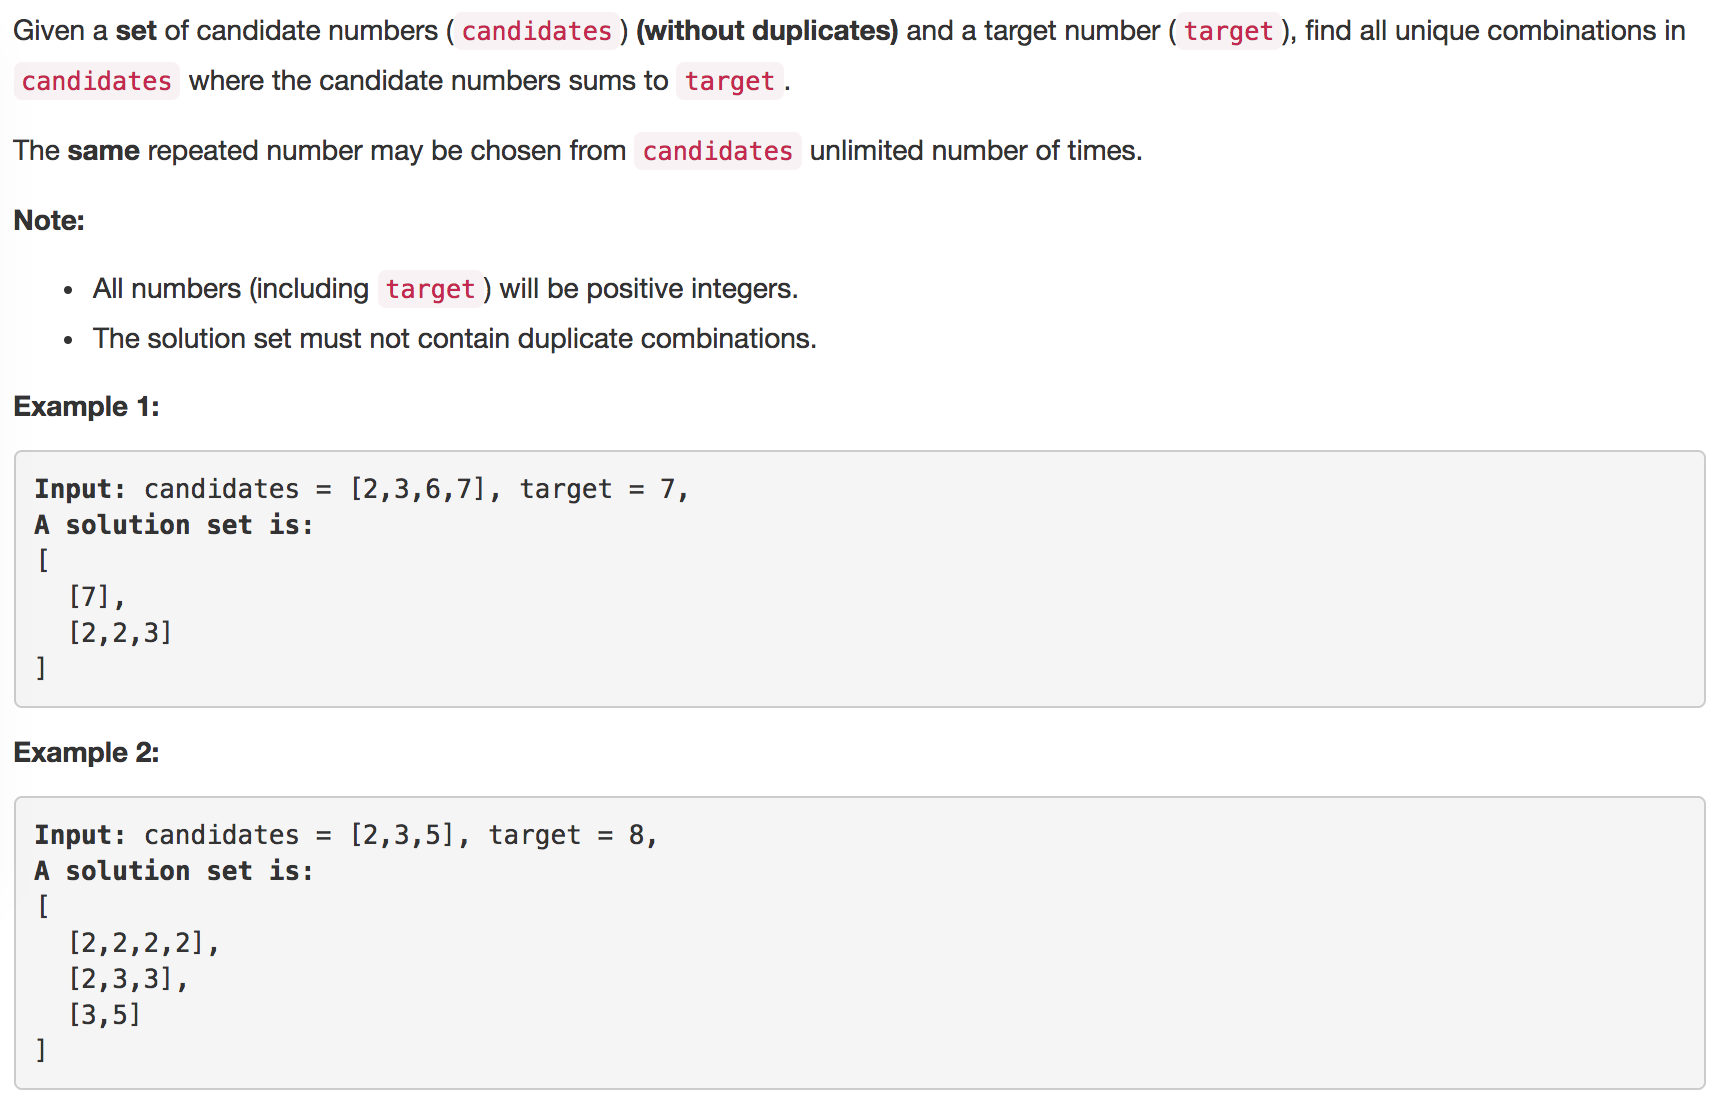 Given a set of candidate numbers (candidates) (without duplicates) and a target number (target), find all unique combinations in
candidates where the candidate numbers sums to target.
The same repeated number may be chosen from candidates unlimited number of times.
Note:
• All numbers (including target) will be positive integers.
• The solution set must not contain duplicate combinations.
Example 1:
Input: candidates = [2,3,6,7], target = 7,
A solution set is:
[
  [7],
  [2,2,3]
]
Example 2:
Input: candidates = [2,3,5], target = 8,
A solution set is:
[
  [2,2,2,2],
  [2,3,3],
  [3,5]
]